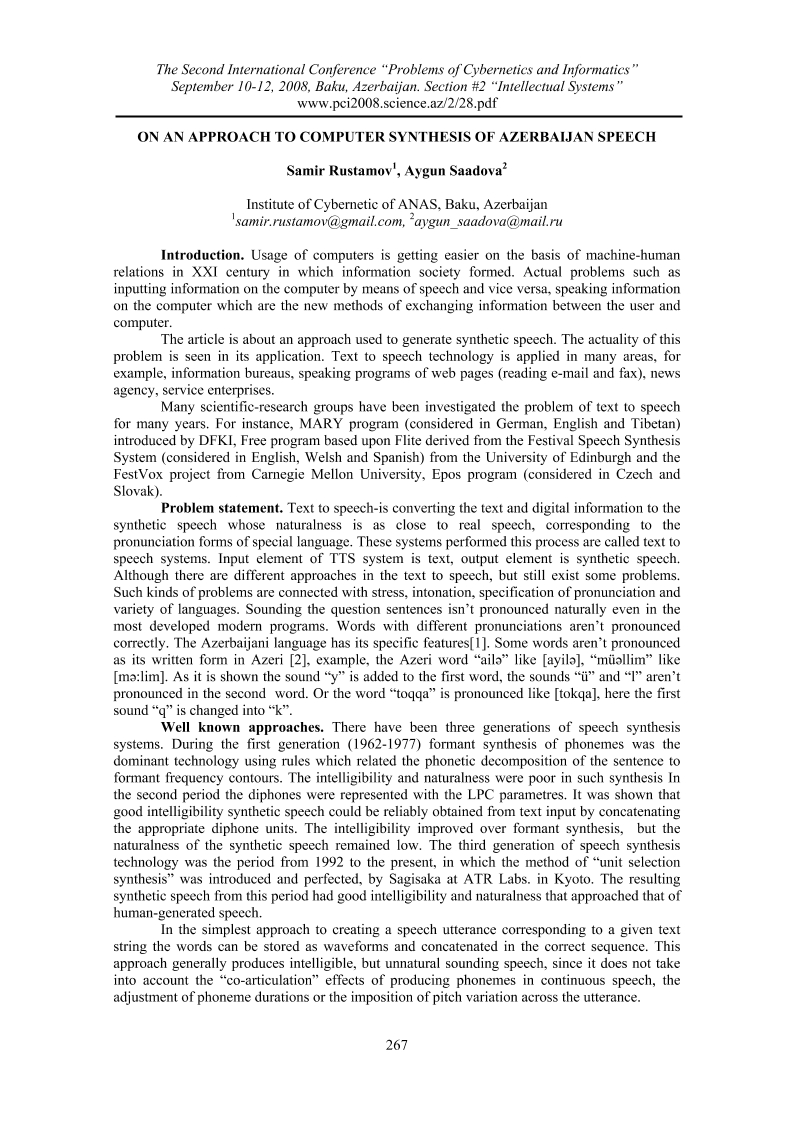 The Second International Conference “Problems of Cybernetics and Informatics”
September 10-12, 2008, Baku, Azerbaijan. Section #2 “Intellectual Systems”
www.pci2008.science.az/2/28.pdf
ON AN APPROACH TO COMPUTER SYNTHESIS OF AZERBAIJAN SPEECH
Samir Rustamov1, Aygun Saadova2
Institute of Cybernetic of ANAS, Baku, Azerbaijan
1samir.rustamov@gmail.com, 2aygun_saadova@mail.ru
Introduction. Usage of computers is getting easier on the basis of machine-human
relations in XXI century in which information society formed. Actual problems such as
inputting information on the computer by means of speech and vice versa, speaking information
on the computer which are the new methods of exchanging information between the user and
computer.
The article is about an approach used to generate synthetic speech. The actuality of this
problem is seen in its application. Text to speech technology is applied in many areas, for
example, information bureaus, speaking programs of web pages (reading e-mail and fax), news
agency, service enterprises.
Many scientific-research groups have been investigated the problem of text to speech
for many years. For instance, MARY program (considered in German, English and Tibetan)
introduced by DFKI, Free program based upon Flite derived from the Festival Speech Synthesis
System (considered in English, Welsh and Spanish) from the University of Edinburgh and the
FestVox project from Carnegie Mellon University, Epos program (considered in Czech and
Slovak).
Problem statement. Text to speech-is converting the text and digital information to the
synthetic speech whose naturalness is as close to real speech, corresponding to the
pronunciation forms of special language. These systems performed this process are called text to
speech systems. Input element of TTS system is text, output element is synthetic speech.
Although there are different approaches in the text to speech, but still exist some problems.
Such kinds of problems are connected with stress, intonation, specification of pronunciation and
variety of languages. Sounding the question sentences isn’t pronounced naturally even in the
most developed modern programs. Words with different pronunciations aren’t pronounced
correctly. The Azerbaijani language has its specific features[1]. Some words aren’t pronounced
as its written form in Azeri [2], example, the Azeri word “ailə” like [ayilə], “müəllim” like
[mə:lim]. As it is shown the sound “y” is added to the first word, the sounds “ü” and “l” aren’t
pronounced in the second word. Or the word “toqqa” is pronounced like [tokqa], here the first
sound “q” is changed into “k”.
Well known approaches. There have been three generations of speech synthesis
systems. During the first generation (1962-1977) formant synthesis of phonemes was the
dominant technology using rules which related the phonetic decomposition of the sentence to
formant frequency contours. The intelligibility and naturalness were poor in such synthesis In
the second period the diphones were represented with the LPC parametres. It was shown that
good intelligibility synthetic speech could be reliably obtained from text input by concatenating
the appropriate diphone units. The intelligibility improved over formant synthesis, but the
naturalness of the synthetic speech remained low. The third generation of speech synthesis
technology was the period from 1992 to the present, in which the method of “unit selection
synthesis” was introduced and perfected, by Sagisaka at ATR Labs. in Kyoto. The resulting
synthetic speech from this period had good intelligibility and naturalness that approached that of
human-generated speech.
In the simplest approach to creating a speech utterance corresponding to a given text
string the words can be stored as waveforms and concatenated in the correct sequence. This
approach generally produces intelligible, but unnatural sounding speech, since it does not take
into account the “co-articulation” effects of producing phonemes in continuous speech, the
adjustment of phoneme durations or the imposition of pitch variation across the utterance.
267